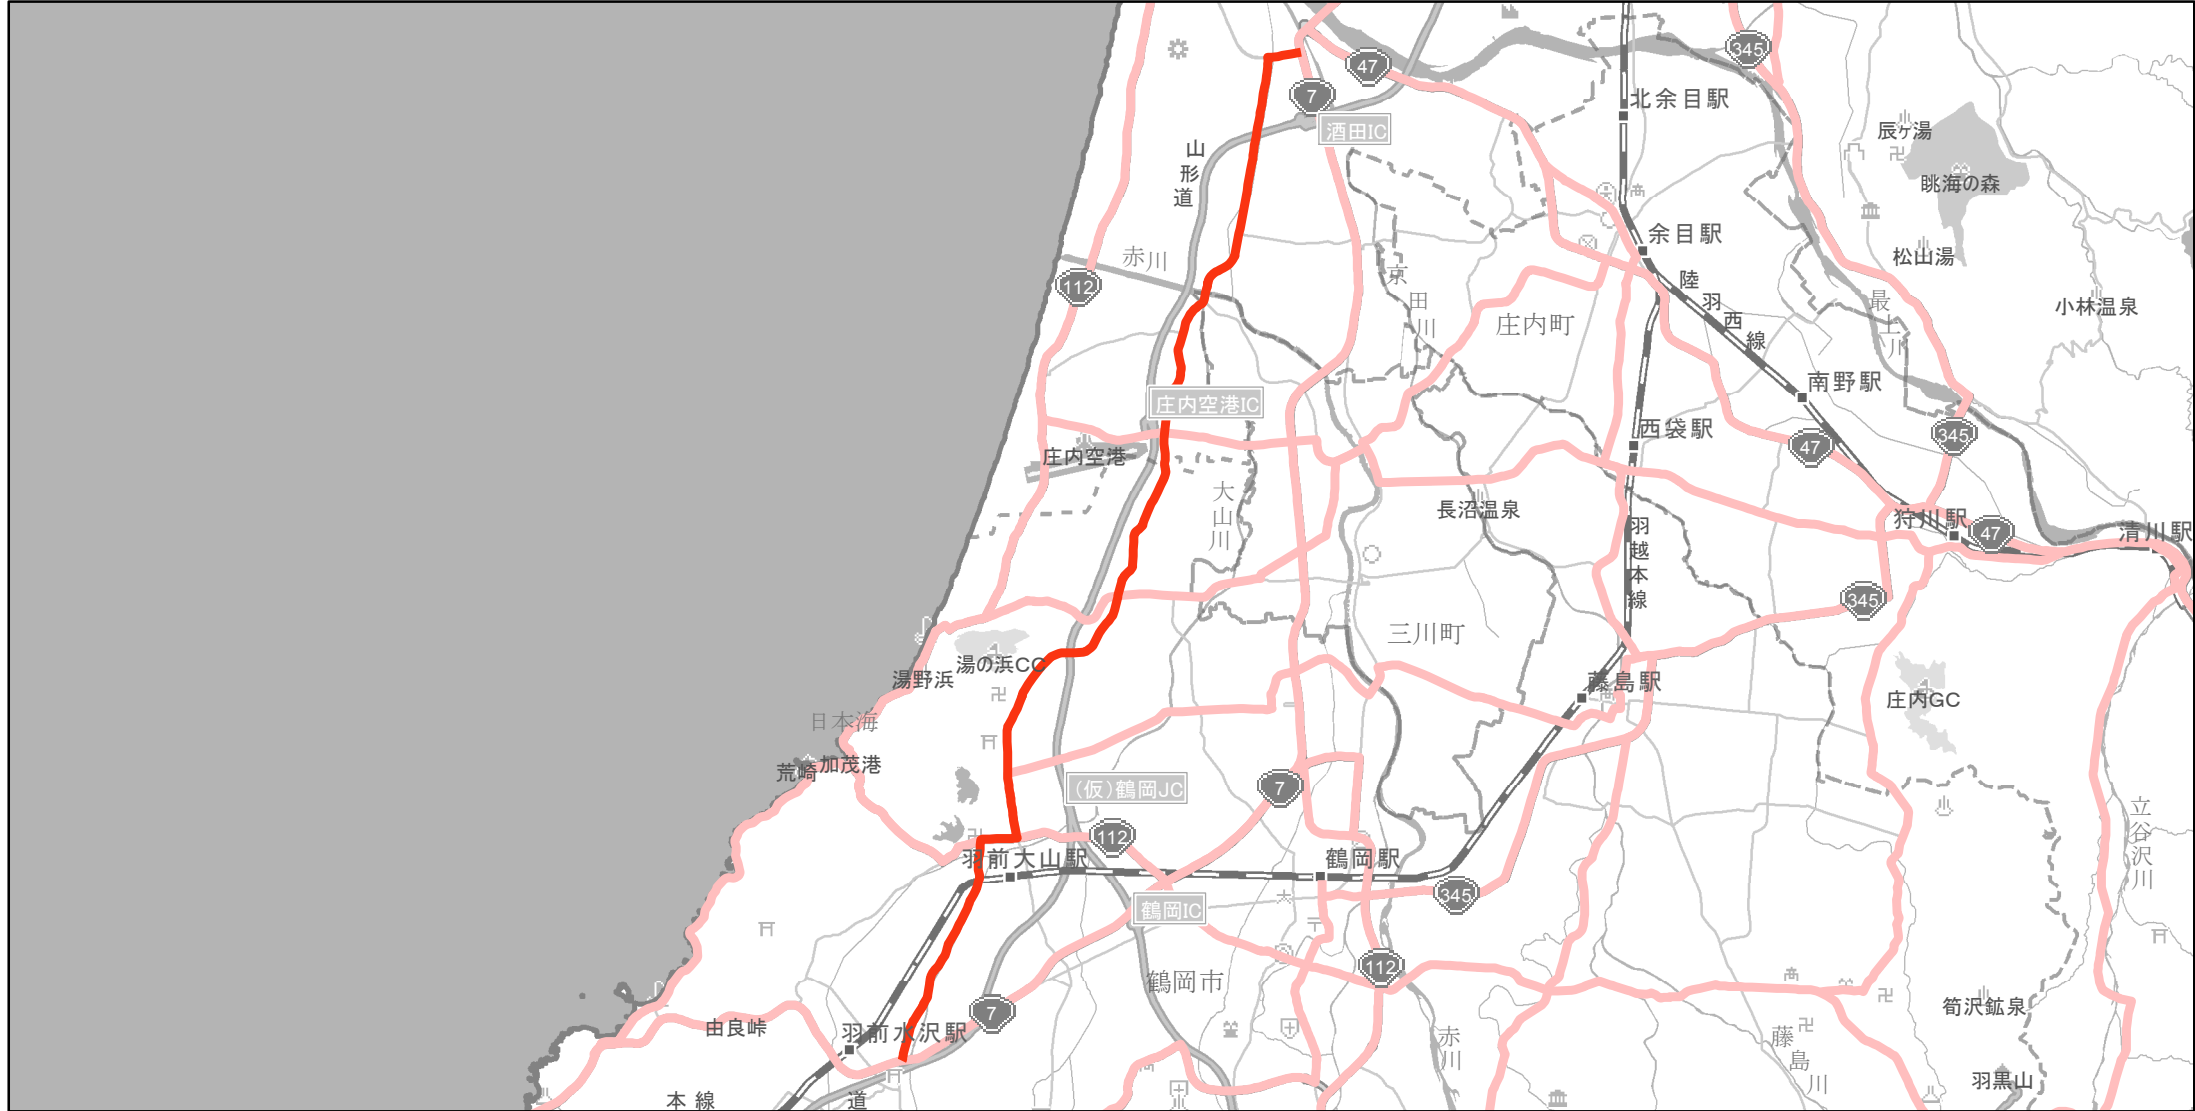 345
47
7
北余目駅
酒田IC
辰ケ湯
山形道
眺海の森
余目駅
松山湯
赤川
112
京田川
陸羽西線
最上川
小林温泉
庄内町
南野駅
庄内空港IC
西袋駅
345
47
庄内空港
大山川
長沼温泉
狩川駅
47
清川駅
羽越本線
345
三川町
湯の浜CC
湯野浜
藤島駅
庄内GC
日本海
荒崎
加茂港
(仮)鶴岡JC
7
立谷沢川
112
羽前大山駅
鶴岡駅
345
鶴岡IC
112
鶴岡市
7
筍沢鉱泉
由良峠
羽前水沢駅
赤川
藤島川
羽黒山
本線
道